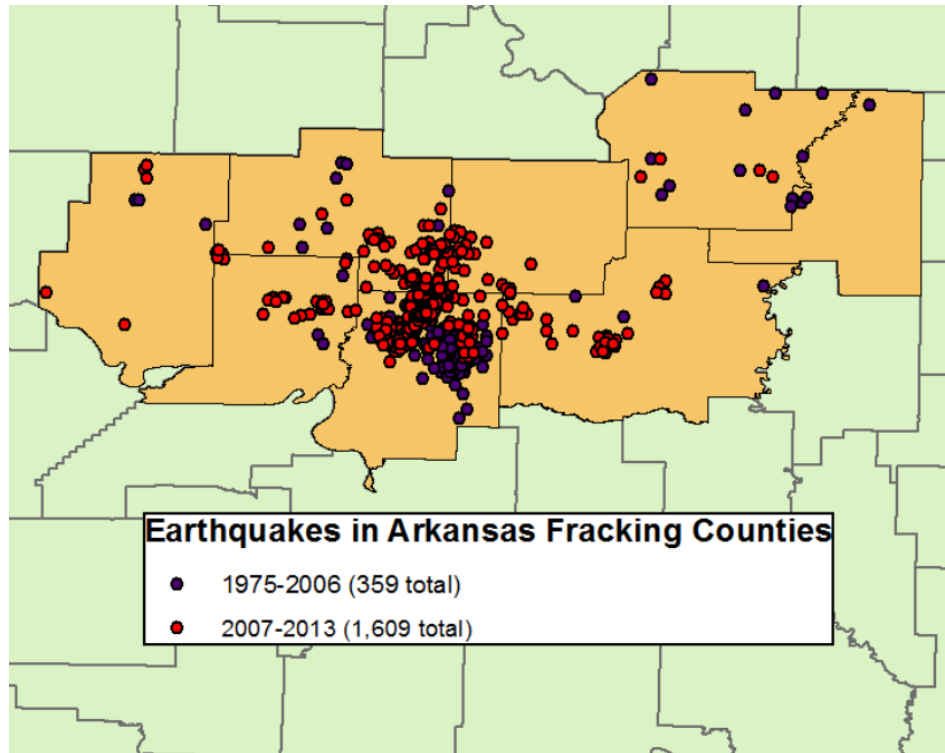 Earthquakes in Arkansas Fracking Counties
1975-2006 (359 total)
2007-2013 (1,609 total)